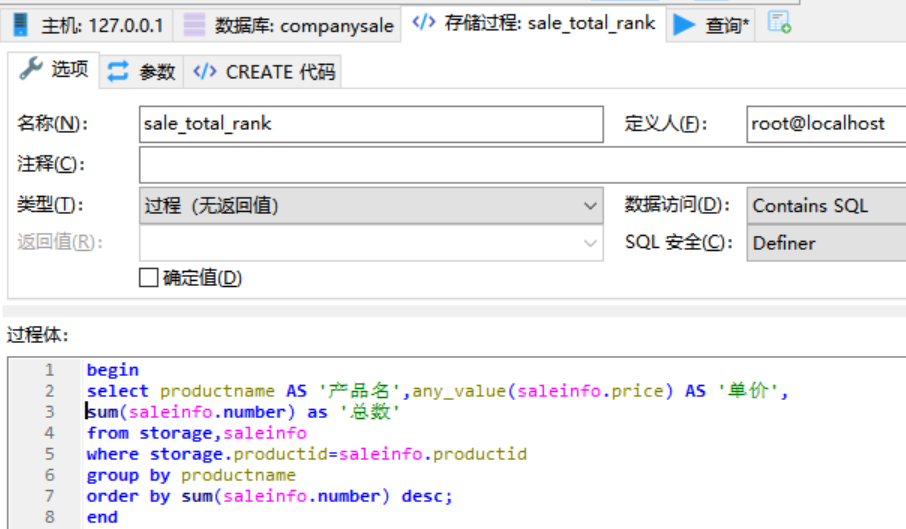 主机: 127.0.0.1 数据库: companysale 存储过程: sale_total_rank 查询*
选项 参数 CREATE 代码
名称(N): sale_total_rank 定义人(F): root@localhost
注释(C):
类型(T): 过程（无返回值） 数据访问(D): Contains SQL
返回值(R): SQL 安全(C): Definer
确定值(D)
过程体:
1 begin
2 select productname AS '产品名',any_value(saleinfo.price) AS '单价',
3 sum(saleinfo.number) as '总数'
4 from storage,saleinfo
5 where storage.productid=saleinfo.productid
6 group by productname
7 order by sum(saleinfo.number) desc;
8 end